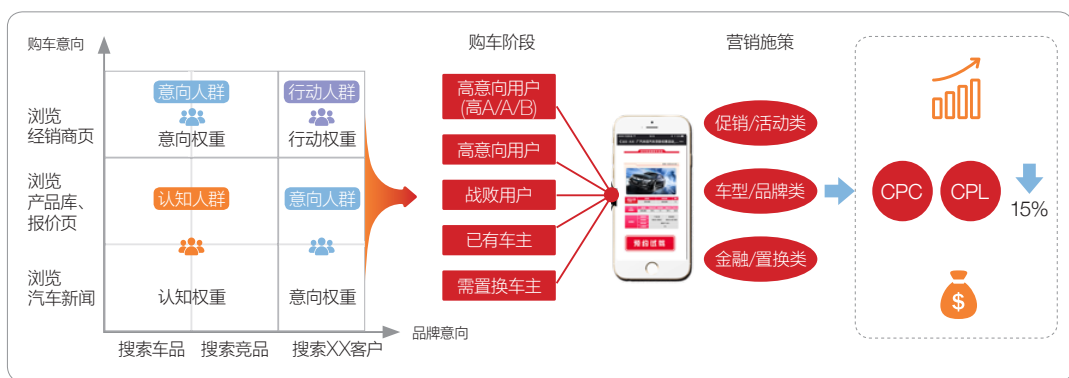 购车意向
购车阶段
营销施策
意向人群
行动人群
浏览
经销商页
意向权重
行动权重
浏览
产品库、
报价页
认知人群
意向人群
浏览
汽车新闻
认知权重
意向权重
搜索车品
搜索竞品
搜索XX客户
品牌意向
高意向用户
(高A/A/B)
高意向用户
战败用户
已有车主
需置换车主
预约试驾
促销/活动类
车型/品牌类
金融/置换类
CPC
CPL
15%
$